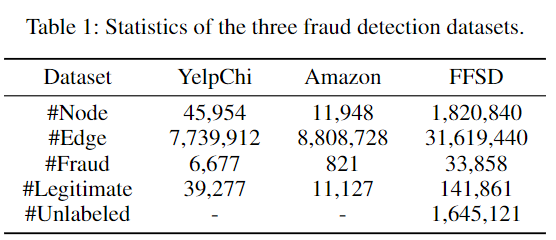 Table 1: Statistics of the three fraud detection datasets.
Dataset YelpChi Amazon FFSD
#Node 45,954 11,948 1,820,840
#Edge 7,739,912 8,808,728 31,619,440
#Fraud 6,677 821 33,858
#Legitimate 39,277 11,127 141,861
#Unlabeled - - 1,645,121